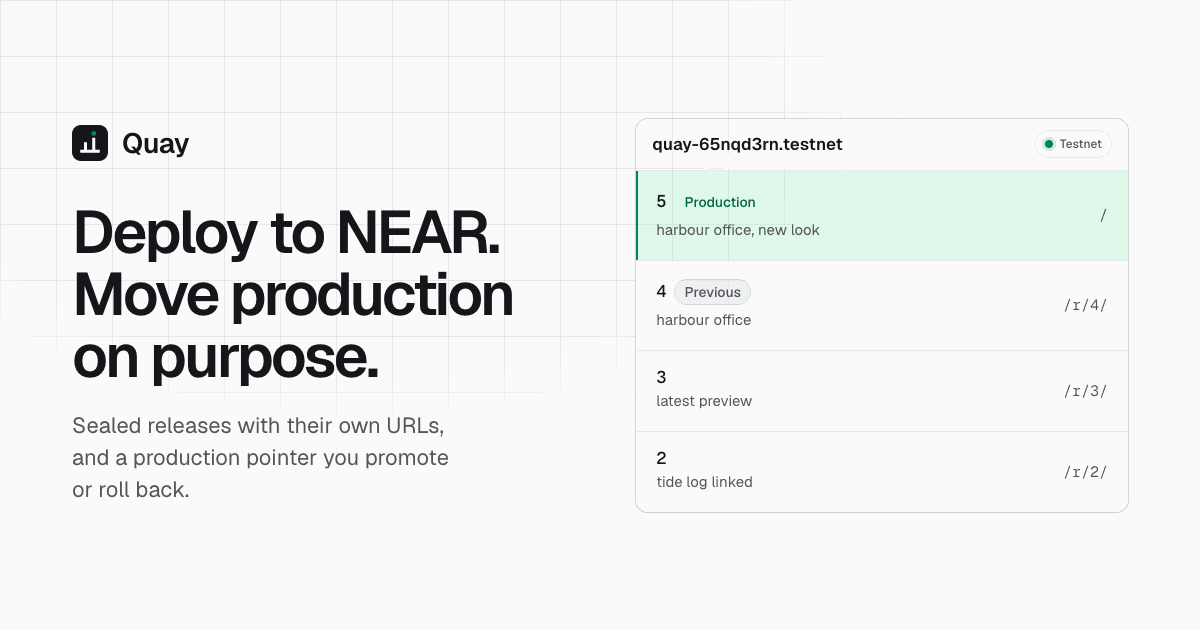 Quay
Deploy to NEAR.
Move production
on purpose.
Sealed releases with their own URLs,
and a production pointer you promote
or roll back.
quay-65nqd3rn.testnet
Testnet
5 Production
harbour office, new look
/
4 Previous
harbour office
/r/4/
3
latest preview
/r/3/
2
tide log linked
/r/2/